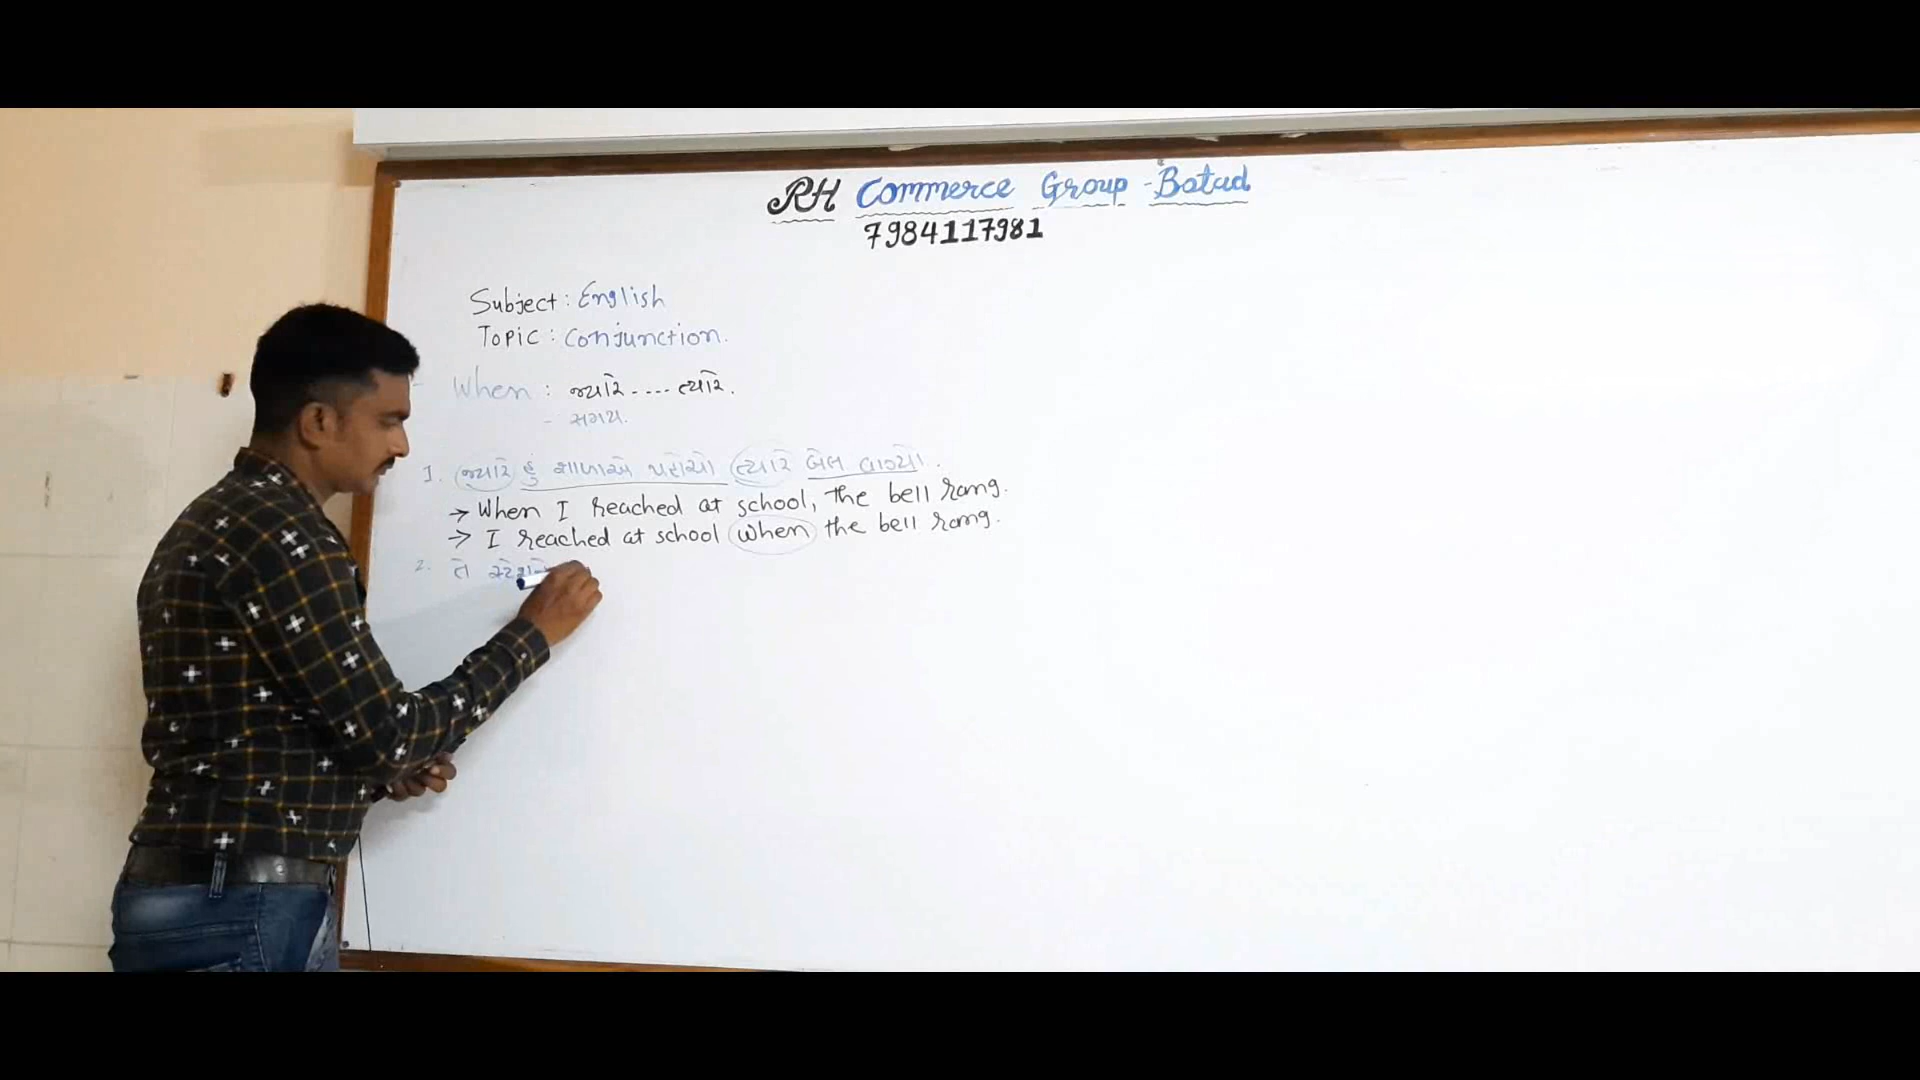 RH Commerce Group - Botad
7984117981
Subject : English
Topic : Conjunction.
- When : જ્યારે .... ત્યારે.
- સમય.
1. જ્યારે હું શાળાએ પહોચો ત્યારે બેલ વાગ્યો.
→ When I reached at school, the bell rang.
→ I reached at school when the bell rang.
2. તે